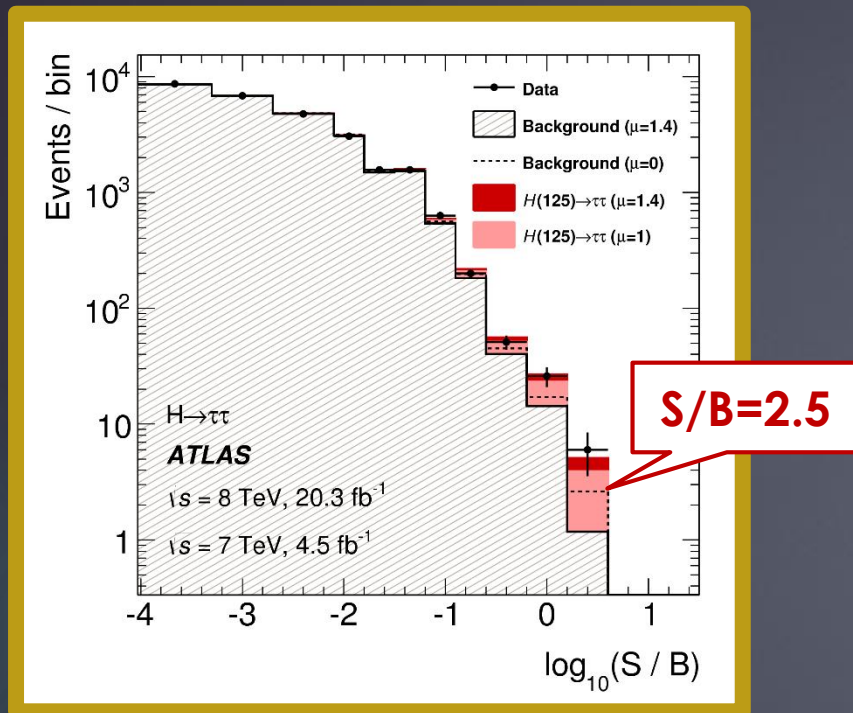 Events / bin
10⁴
10³
10²
10
1
Data
Background (μ=1.4)
Background (μ=0)
H(125)→ττ (μ=1.4)
H(125)→ττ (μ=1)
H→ττ
ATLAS
√s = 8 TeV, 20.3 fb⁻¹
√s = 7 TeV, 4.5 fb⁻¹
S/B=2.5
-4 -3 -2 -1 0 1
log₁₀(S / B)